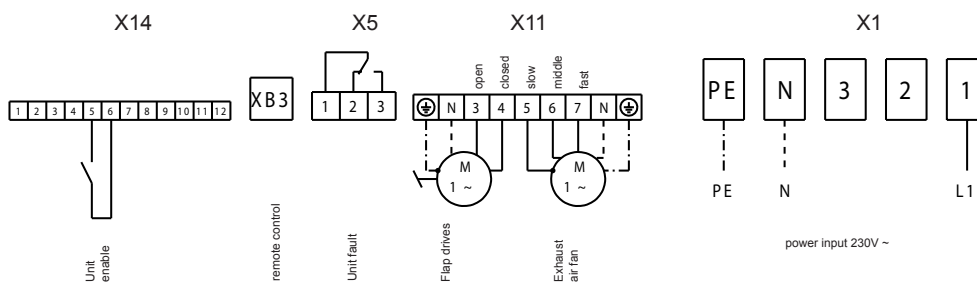 X14 X5 X11 X1
open closed slow middle fast
1 2 3 4 5 6 7 8 9 10 11 12
XB3
1 2 3
N 3 4 5 6 7 N
PE N 3 2 1
M 1 ~
M 1 ~
PE N L1
Unit enable
remote control
Unit fault
Flap drives
Exhaust air fan
power input 230V ~